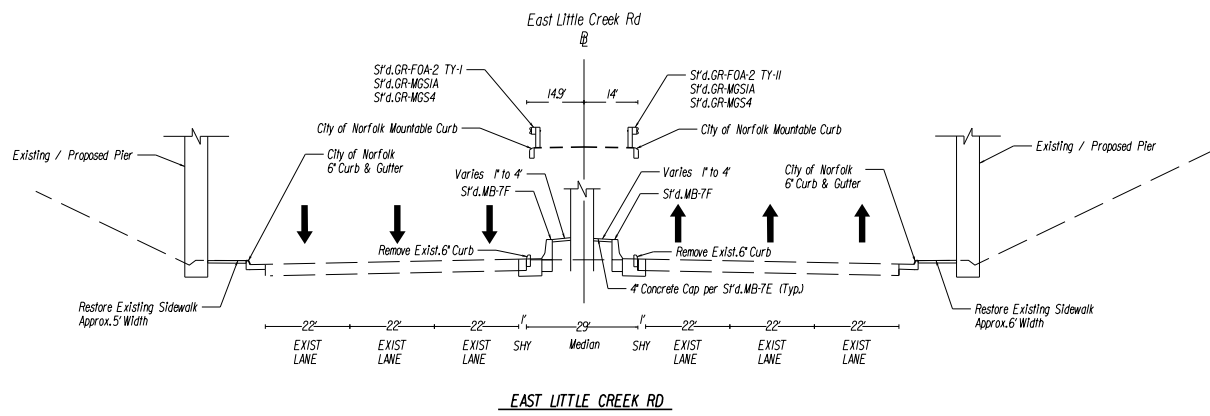 East Little Creek Rd
BL
St'd.GR-FOA-2 TY-I
St'd.GR-MGS1A
St'd.GR-MGS4
14.9'
14'
St'd.GR-FOA-2 TY-II
St'd.GR-MGS1A
St'd.GR-MGS4
City of Norfolk Mountable Curb
City of Norfolk Mountable Curb
Existing / Proposed Pier
City of Norfolk
6" Curb & Gutter
Varies 1" to 4'
St'd.MB-7F
Varies 1" to 4'
St'd.MB-7F
City of Norfolk
6" Curb & Gutter
Existing / Proposed Pier
Remove Exist.6" Curb
Remove Exist.6" Curb
4" Concrete Cap per St'd.MB-7E (Typ.)
Restore Existing Sidewalk
Approx.5' Width
Restore Existing Sidewalk
Approx.6' Width
22' 22' 22' 1' 29' 1' 22' 22' 22'
EXIST LANE
EXIST LANE
EXIST LANE
SHY
Median
SHY
EXIST LANE
EXIST LANE
EXIST LANE
EAST LITTLE CREEK RD